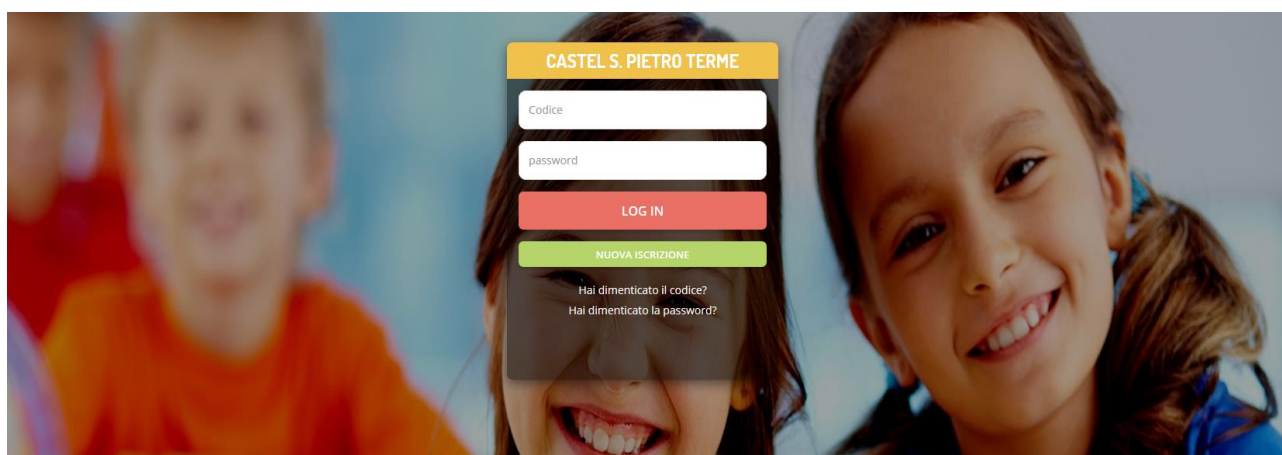 CASTEL S. PIETRO TERME
Codice
password
LOG IN
NUOVA ISCRIZIONE
Hai dimenticato il codice?
Hai dimenticato la password?